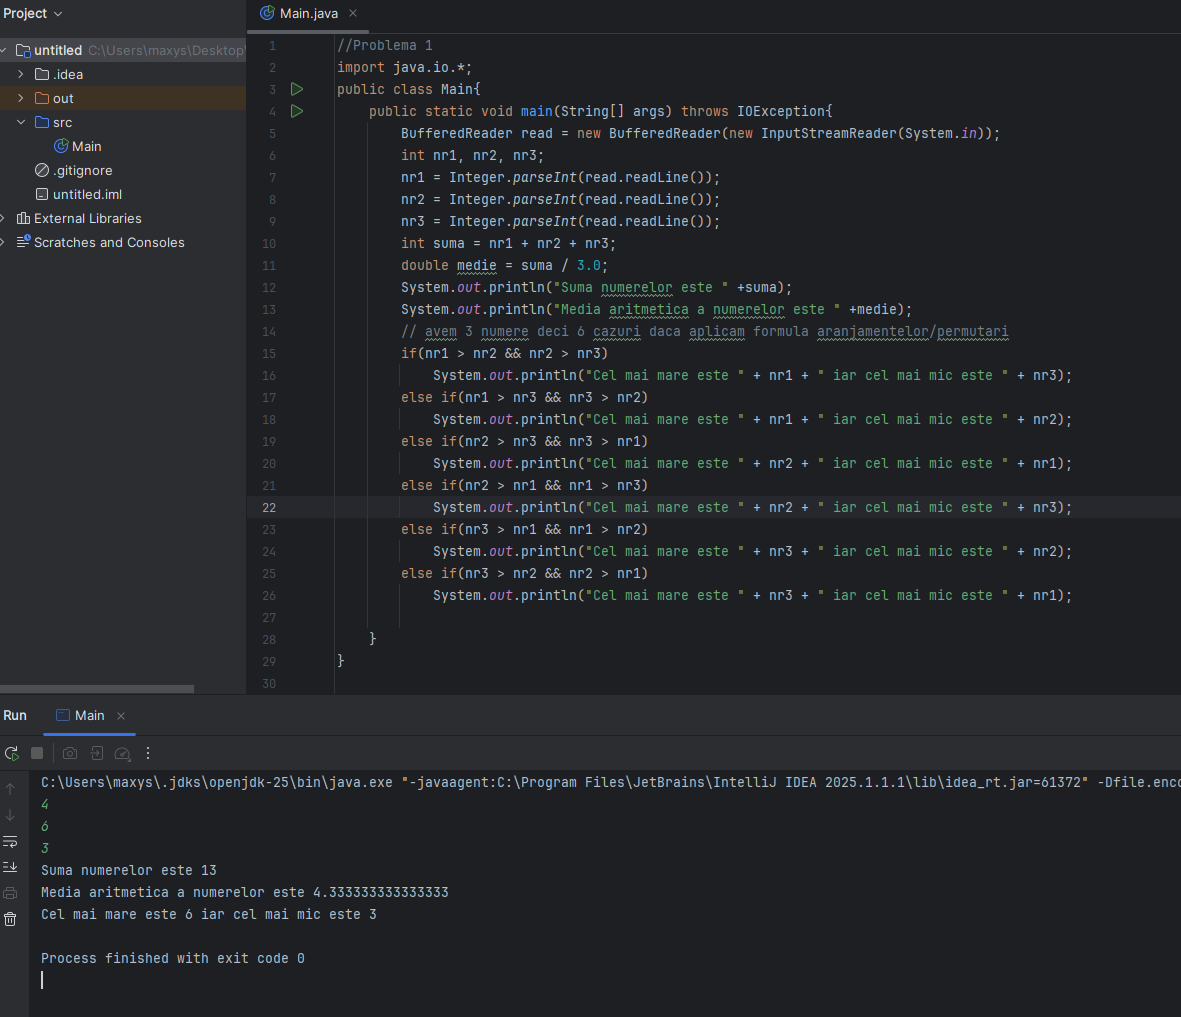 Project
Main.java
untitled C:\Users\maxys\Desktop
.idea
out
src
Main
.gitignore
untitled.iml
External Libraries
Scratches and Consoles
1 //Problema 1
2 import java.io.*;
3 public class Main{
4 public static void main(String[] args) throws IOException{
5 BufferedReader read = new BufferedReader(new InputStreamReader(System.in));
6 int nr1, nr2, nr3;
7 nr1 = Integer.parseInt(read.readLine());
8 nr2 = Integer.parseInt(read.readLine());
9 nr3 = Integer.parseInt(read.readLine());
10 int suma = nr1 + nr2 + nr3;
11 double medie = suma / 3.0;
12 System.out.println("Suma numerelor este " +suma);
13 System.out.println("Media aritmetica a numerelor este " +medie);
14 // avem 3 numere deci 6 cazuri daca aplicam formula aranjamentelor/permutari
15 if(nr1 > nr2 && nr2 > nr3)
16 System.out.println("Cel mai mare este " + nr1 + " iar cel mai mic este " + nr3);
17 else if(nr1 > nr3 && nr3 > nr2)
18 System.out.println("Cel mai mare este " + nr1 + " iar cel mai mic este " + nr2);
19 else if(nr2 > nr3 && nr3 > nr1)
20 System.out.println("Cel mai mare este " + nr2 + " iar cel mai mic este " + nr1);
21 else if(nr2 > nr1 && nr1 > nr3)
22 System.out.println("Cel mai mare este " + nr2 + " iar cel mai mic este " + nr3);
23 else if(nr3 > nr1 && nr1 > nr2)
24 System.out.println("Cel mai mare este " + nr3 + " iar cel mai mic este " + nr2);
25 else if(nr3 > nr2 && nr2 > nr1)
26 System.out.println("Cel mai mare este " + nr3 + " iar cel mai mic este " + nr1);
27
28 }
29 }
30
Run Main
C:\Users\maxys\.jdks\openjdk-25\bin\java.exe "-javaagent:C:\Program Files\JetBrains\IntelliJ IDEA 2025.1.1.1\lib\idea_rt.jar=61372" -Dfile.enco
4
6
3
Suma numerelor este 13
Media aritmetica a numerelor este 4.333333333333333
Cel mai mare este 6 iar cel mai mic este 3
Process finished with exit code 0